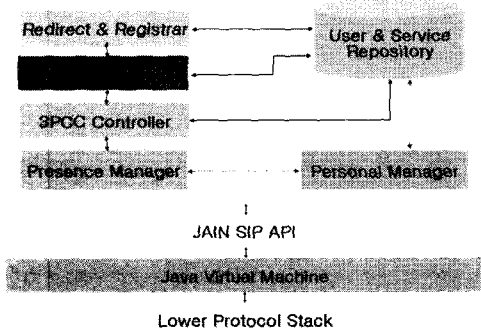 Redirect & Registrar
User & Service
Repository
3PCC Controller
Presence Manager
Personal Manager
JAIN SIP API
Java Virtual Machine
Lower Protocol Stack